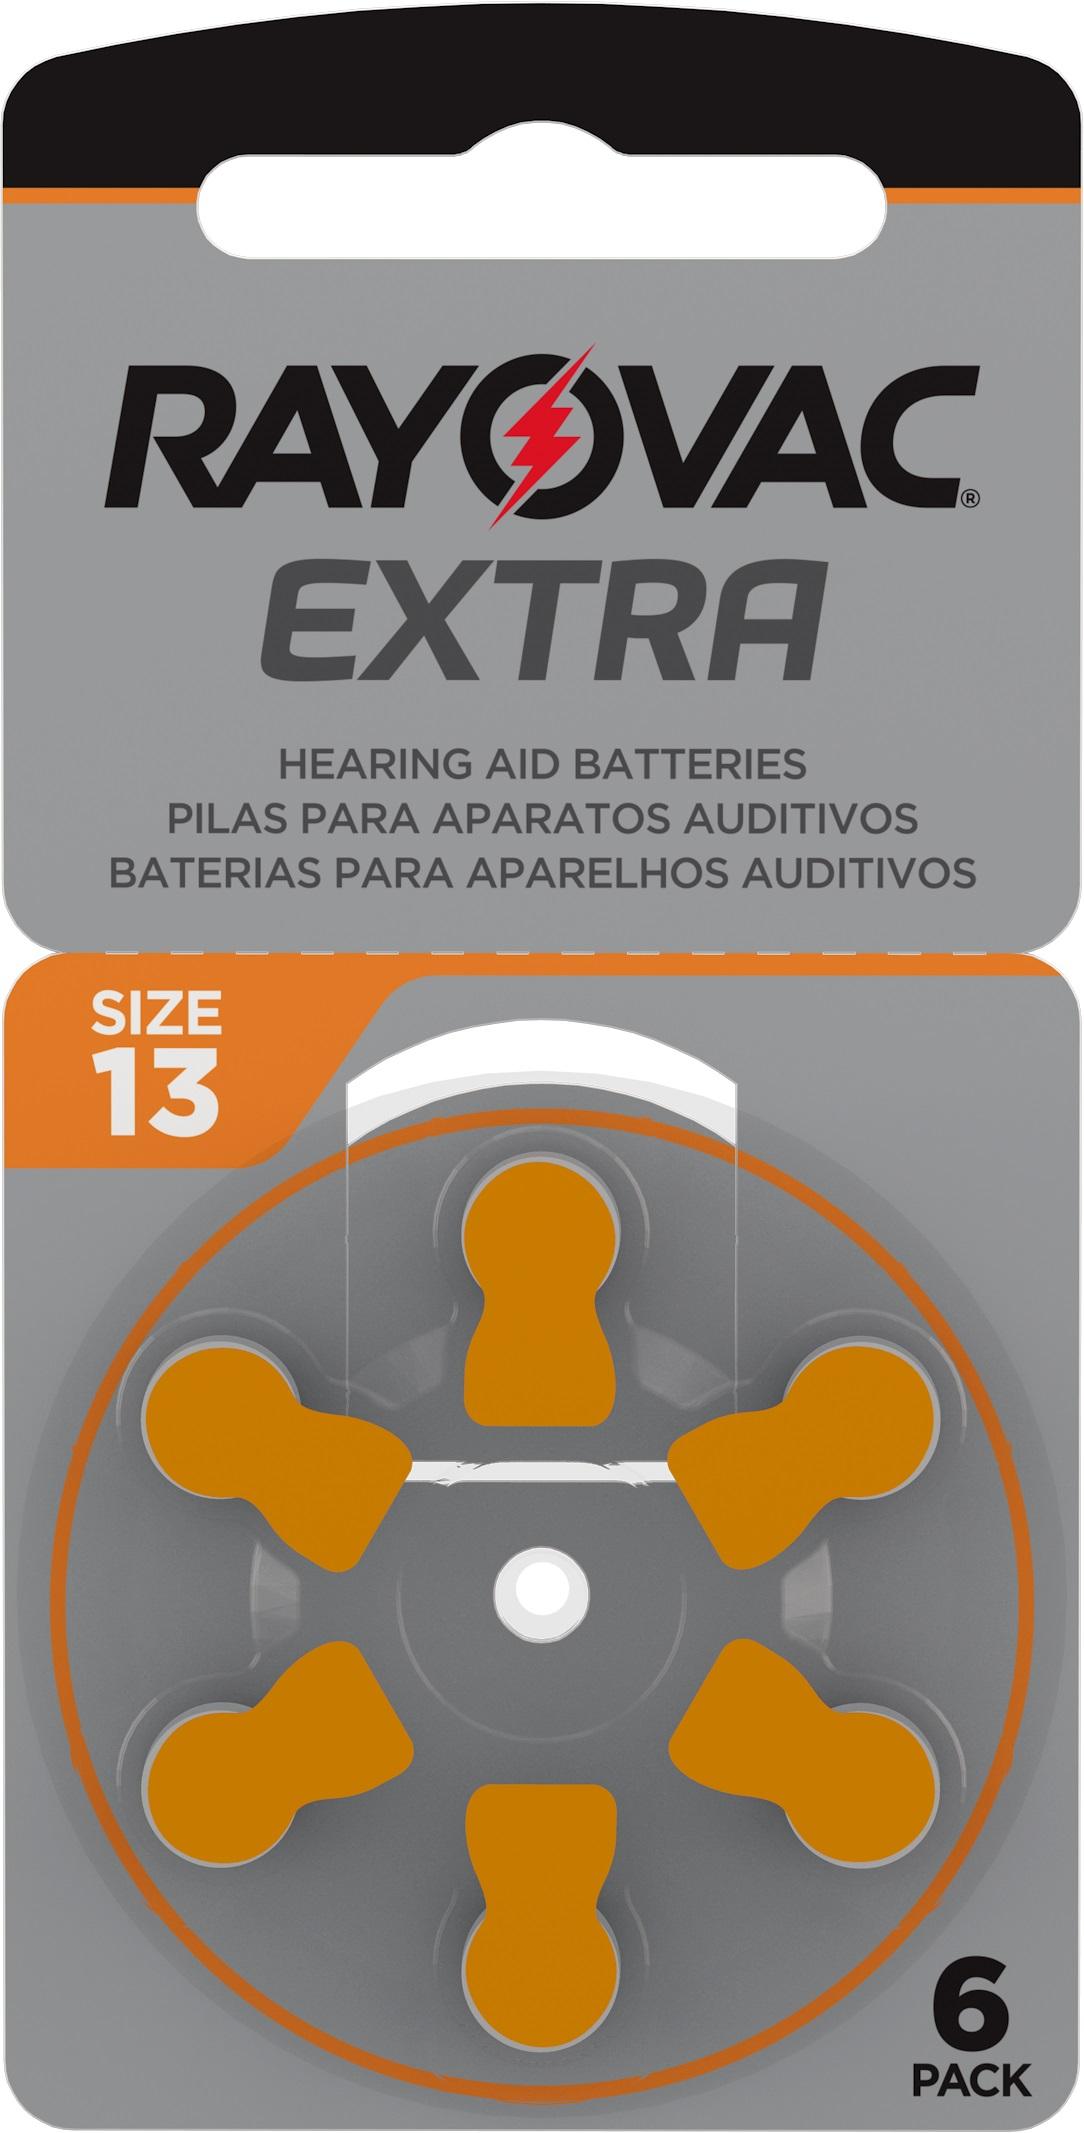 RAYOVAC®
EXTRA
HEARING AID BATTERIES
PILAS PARA APARATOS AUDITIVOS
BATERIAS PARA APARELHOS AUDITIVOS
SIZE
13
6
PACK